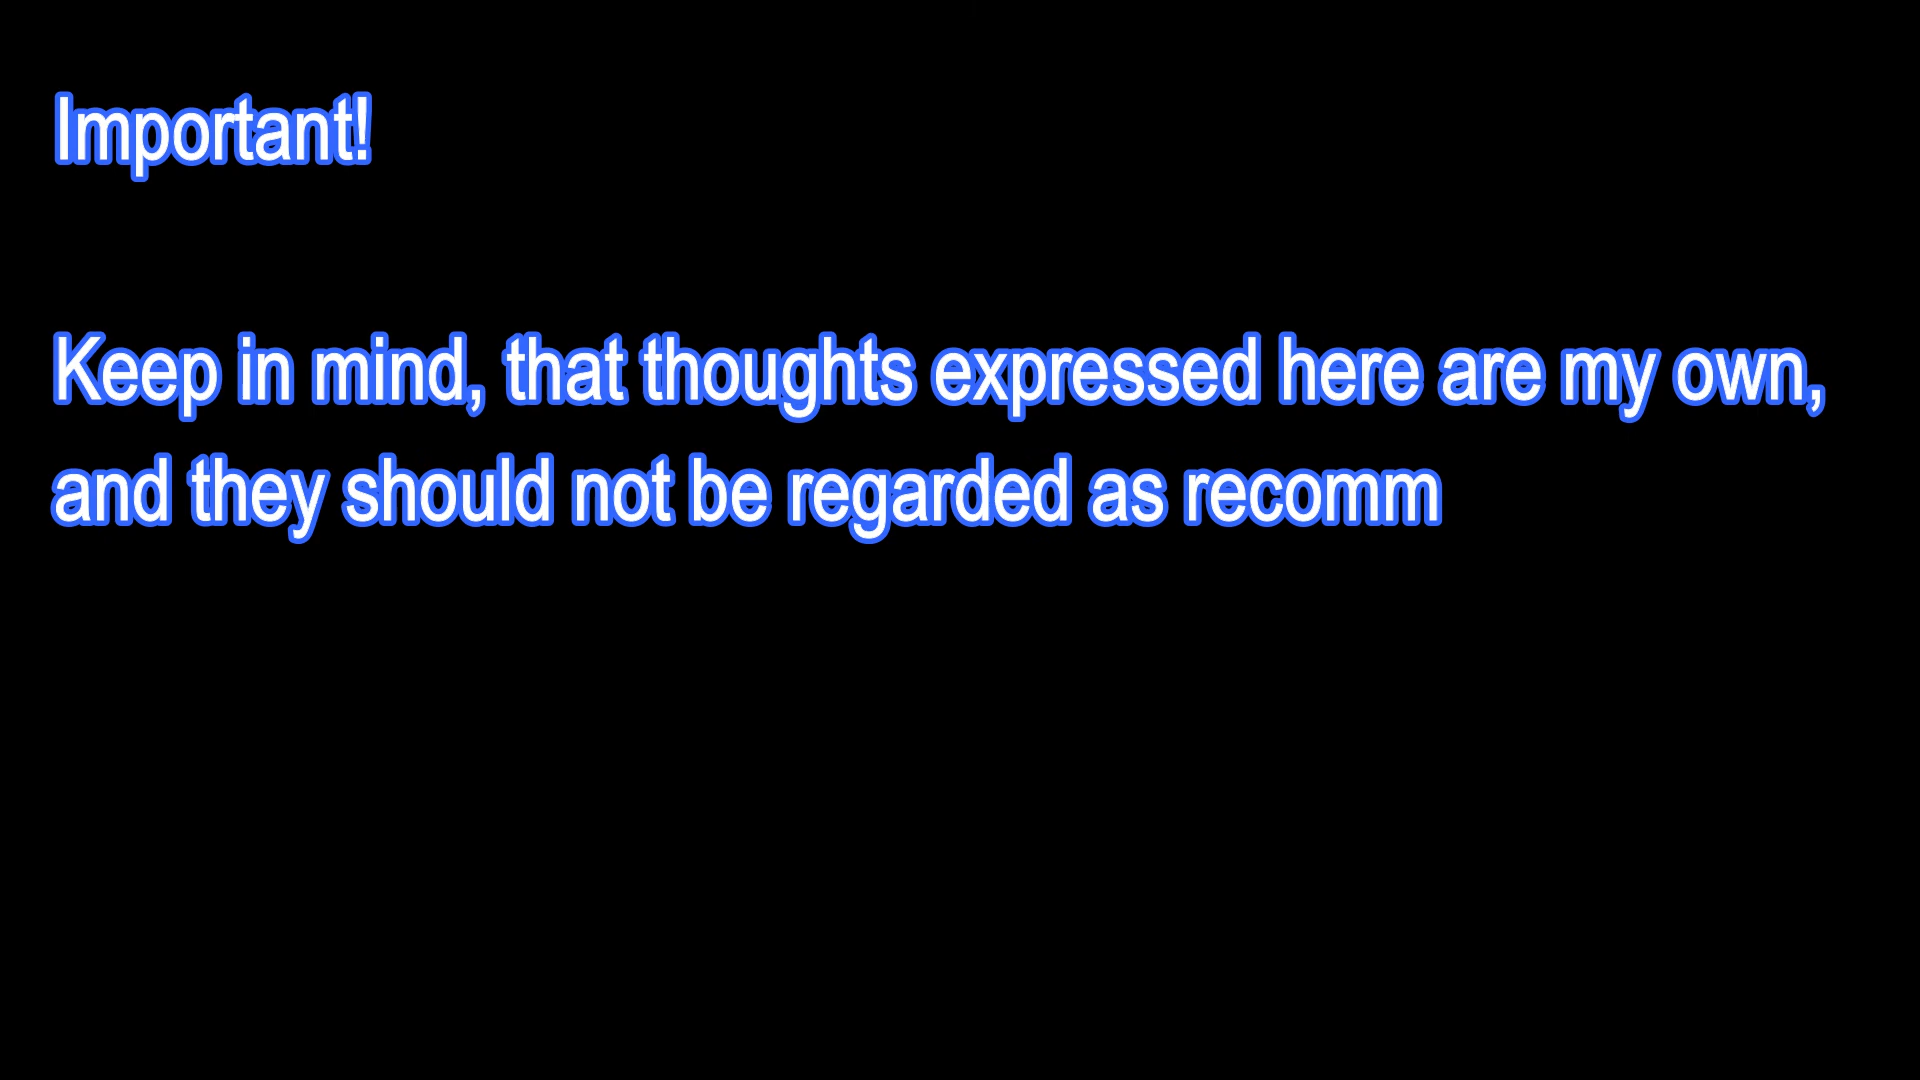 Important!
Keep in mind, that thoughts expressed here are my own,
and they should not be regarded as recomm